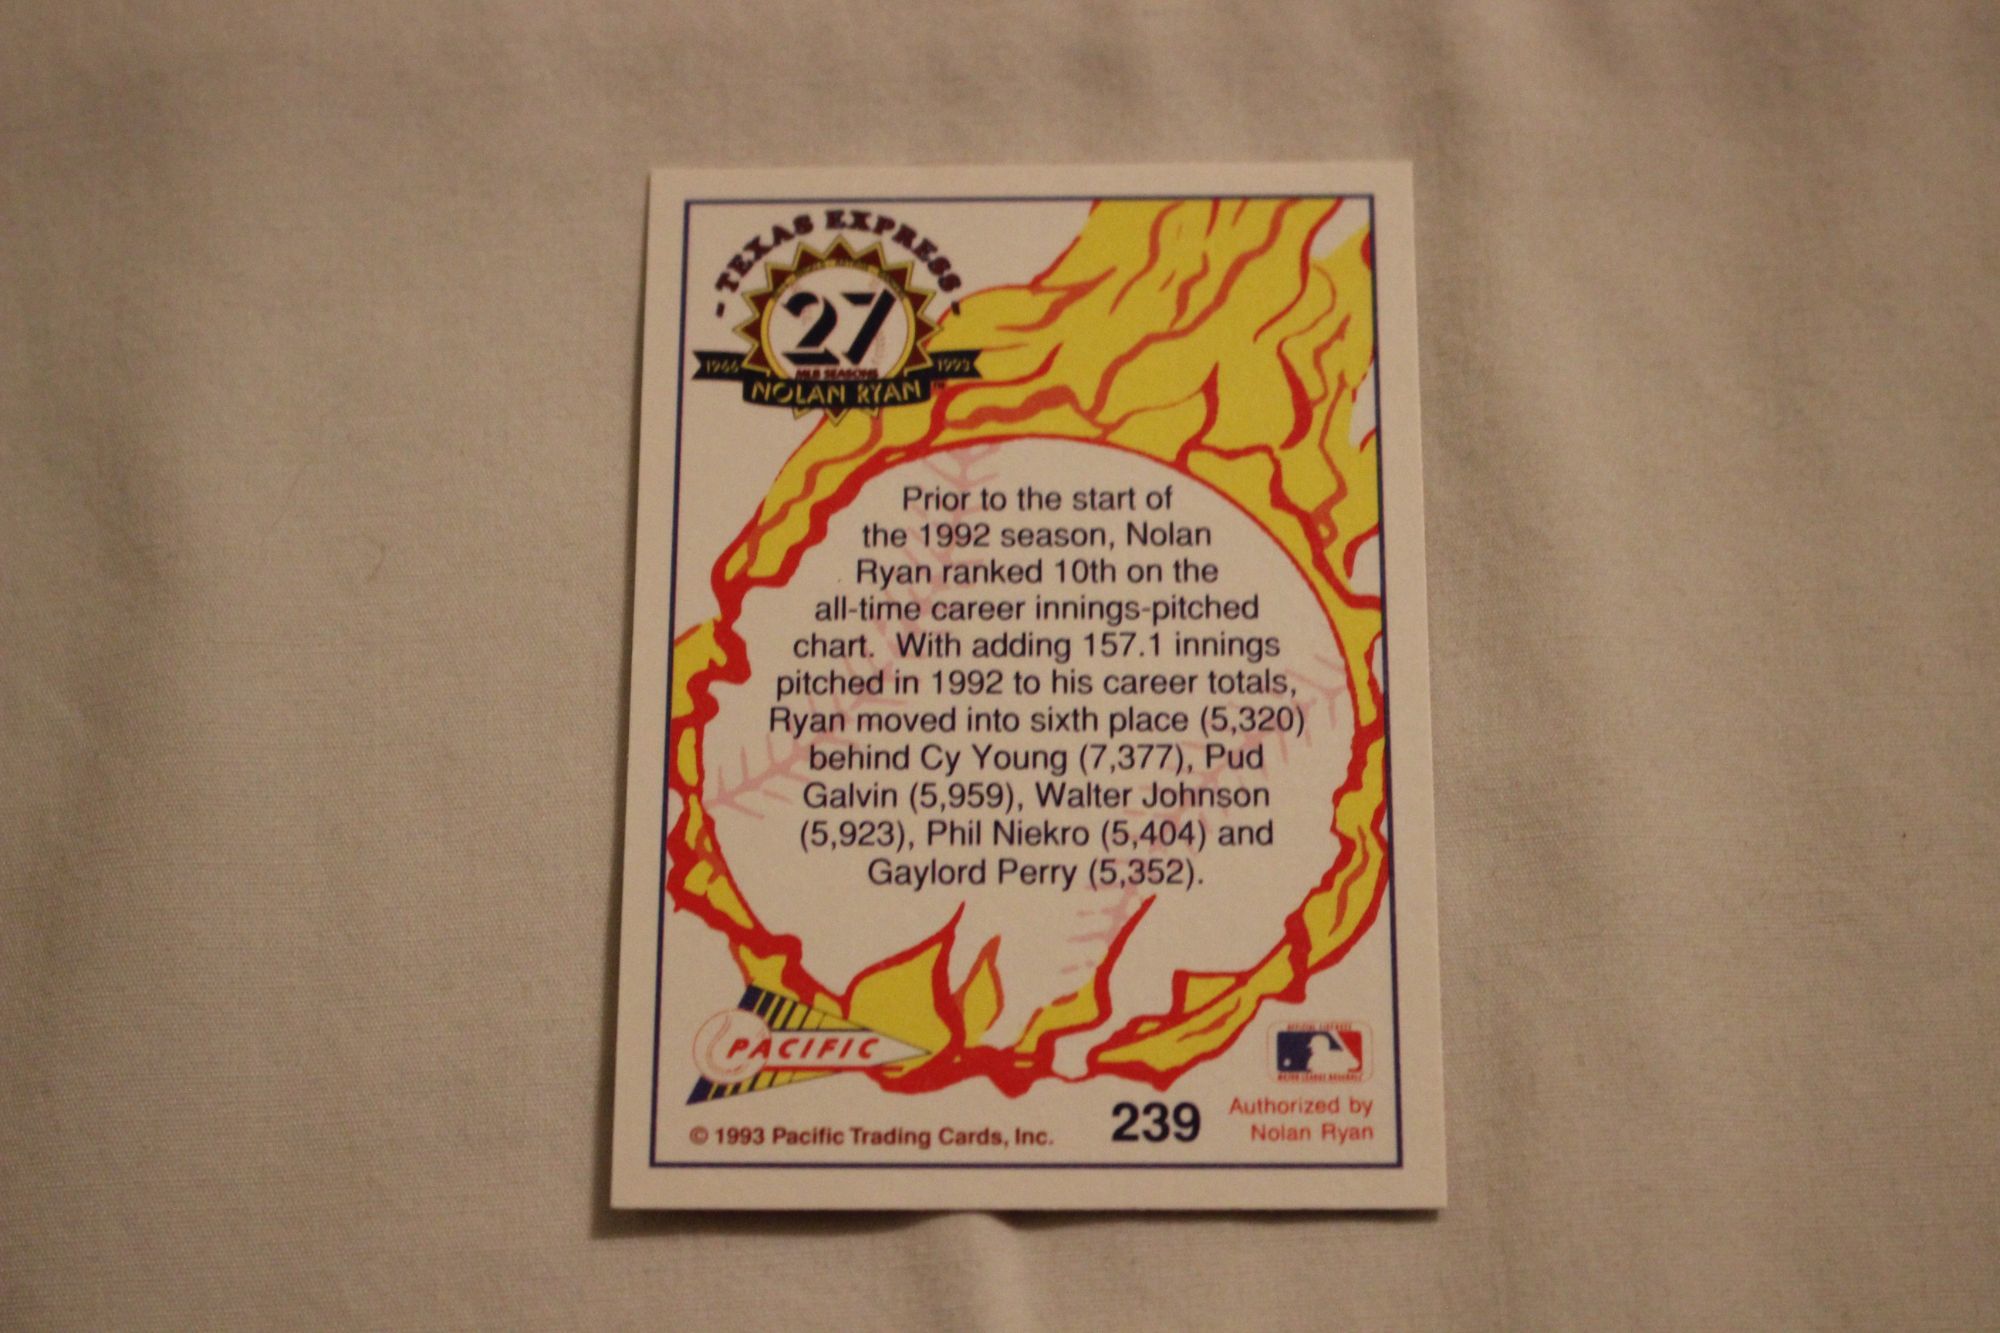 - TEXAS EXPRESS -
27
MLB SEASONS
1966 1993
NOLAN RYAN™
Prior to the start of
the 1992 season, Nolan
Ryan ranked 10th on the
all-time career innings-pitched
chart. With adding 157.1 innings
pitched in 1992 to his career totals,
Ryan moved into sixth place (5,320)
behind Cy Young (7,377), Pud
Galvin (5,959), Walter Johnson
(5,923), Phil Niekro (5,404) and
Gaylord Perry (5,352).
PACIFIC
© 1993 Pacific Trading Cards, Inc.
239
MAJOR LEAGUE BASEBALL
Authorized by
Nolan Ryan